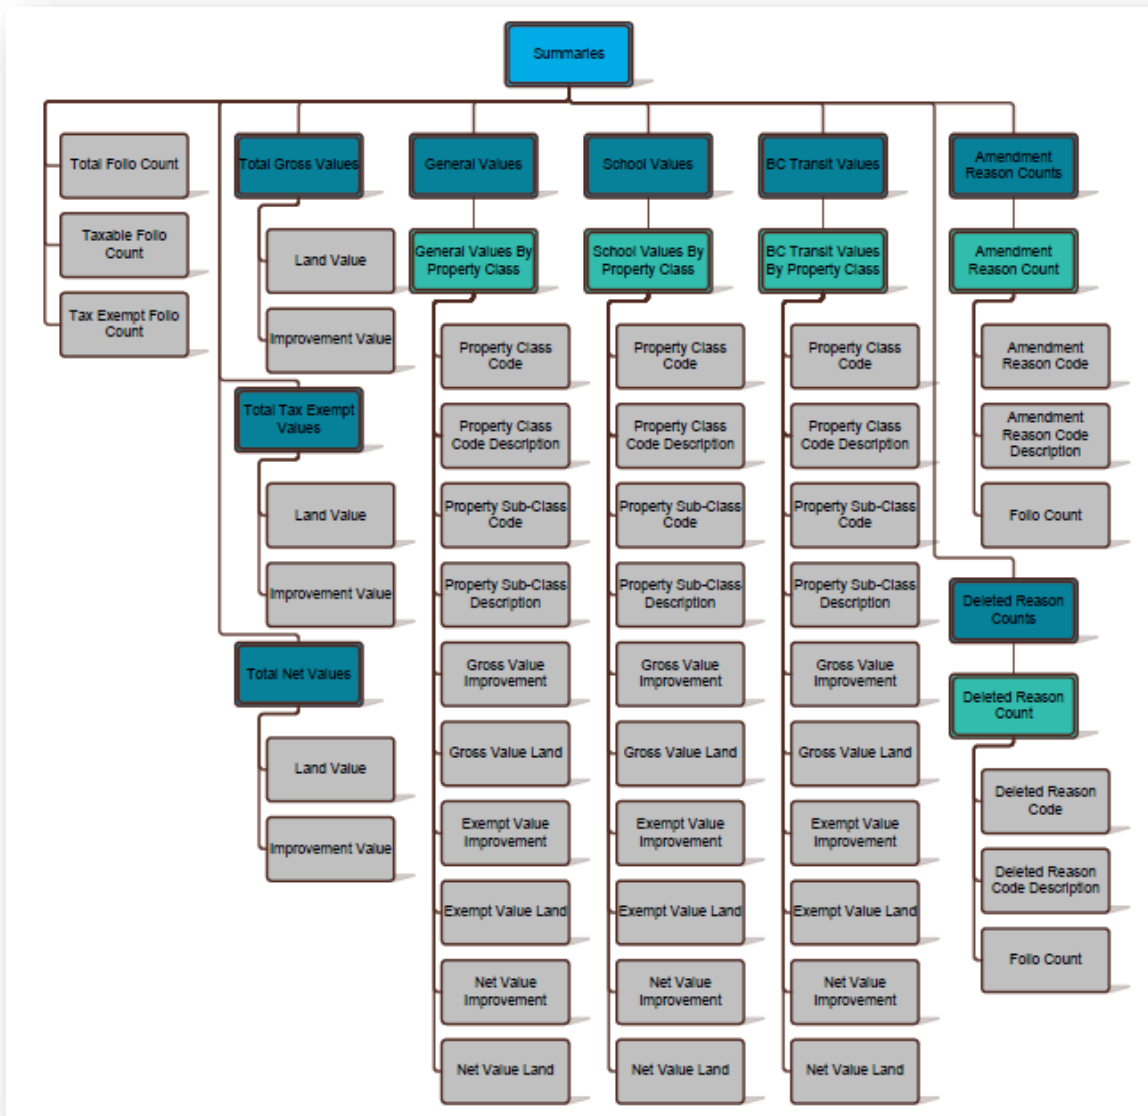 Summaries
Total Folio Count
Taxable Folio
Count
Tax Exempt Folio
Count
Total Gross Values
Land Value
Improvement Value
Total Tax Exempt
Values
Land Value
Improvement Value
Total Net Values
Land Value
Improvement Value
General Values
General Values By
Property Class
Property Class
Code
Property Class
Code Description
Property Sub-Class
Code
Property Sub-Class
Description
Gross Value
Improvement
Gross Value Land
Exempt Value
Improvement
Exempt Value Land
Net Value
Improvement
Net Value Land
School Values
School Values By
Property Class
Property Class
Code
Property Class
Code Description
Property Sub-Class
Code
Property Sub-Class
Description
Gross Value
Improvement
Gross Value Land
Exempt Value
Improvement
Exempt Value Land
Net Value
Improvement
Net Value Land
BC Transit Values
BC Transit Values
By Property Class
Property Class
Code
Property Class
Code Description
Property Sub-Class
Code
Property Sub-Class
Description
Gross Value
Improvement
Gross Value Land
Exempt Value
Improvement
Exempt Value Land
Net Value
Improvement
Net Value Land
Amendment
Reason Counts
Amendment
Reason Count
Amendment
Reason Code
Amendment
Reason Code
Description
Folio Count
Deleted Reason
Counts
Deleted Reason
Count
Deleted Reason
Code
Deleted Reason
Code Description
Folio Count